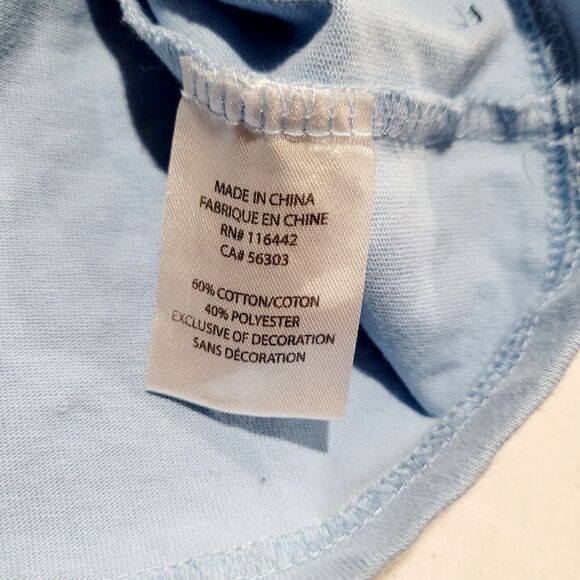 MADE IN CHINA
FABRIQUE EN CHINE
RN# 116442
CA# 56303
60% COTTON/COTON
40% POLYESTER
EXCLUSIVE OF DECORATION
SANS DÉCORATION